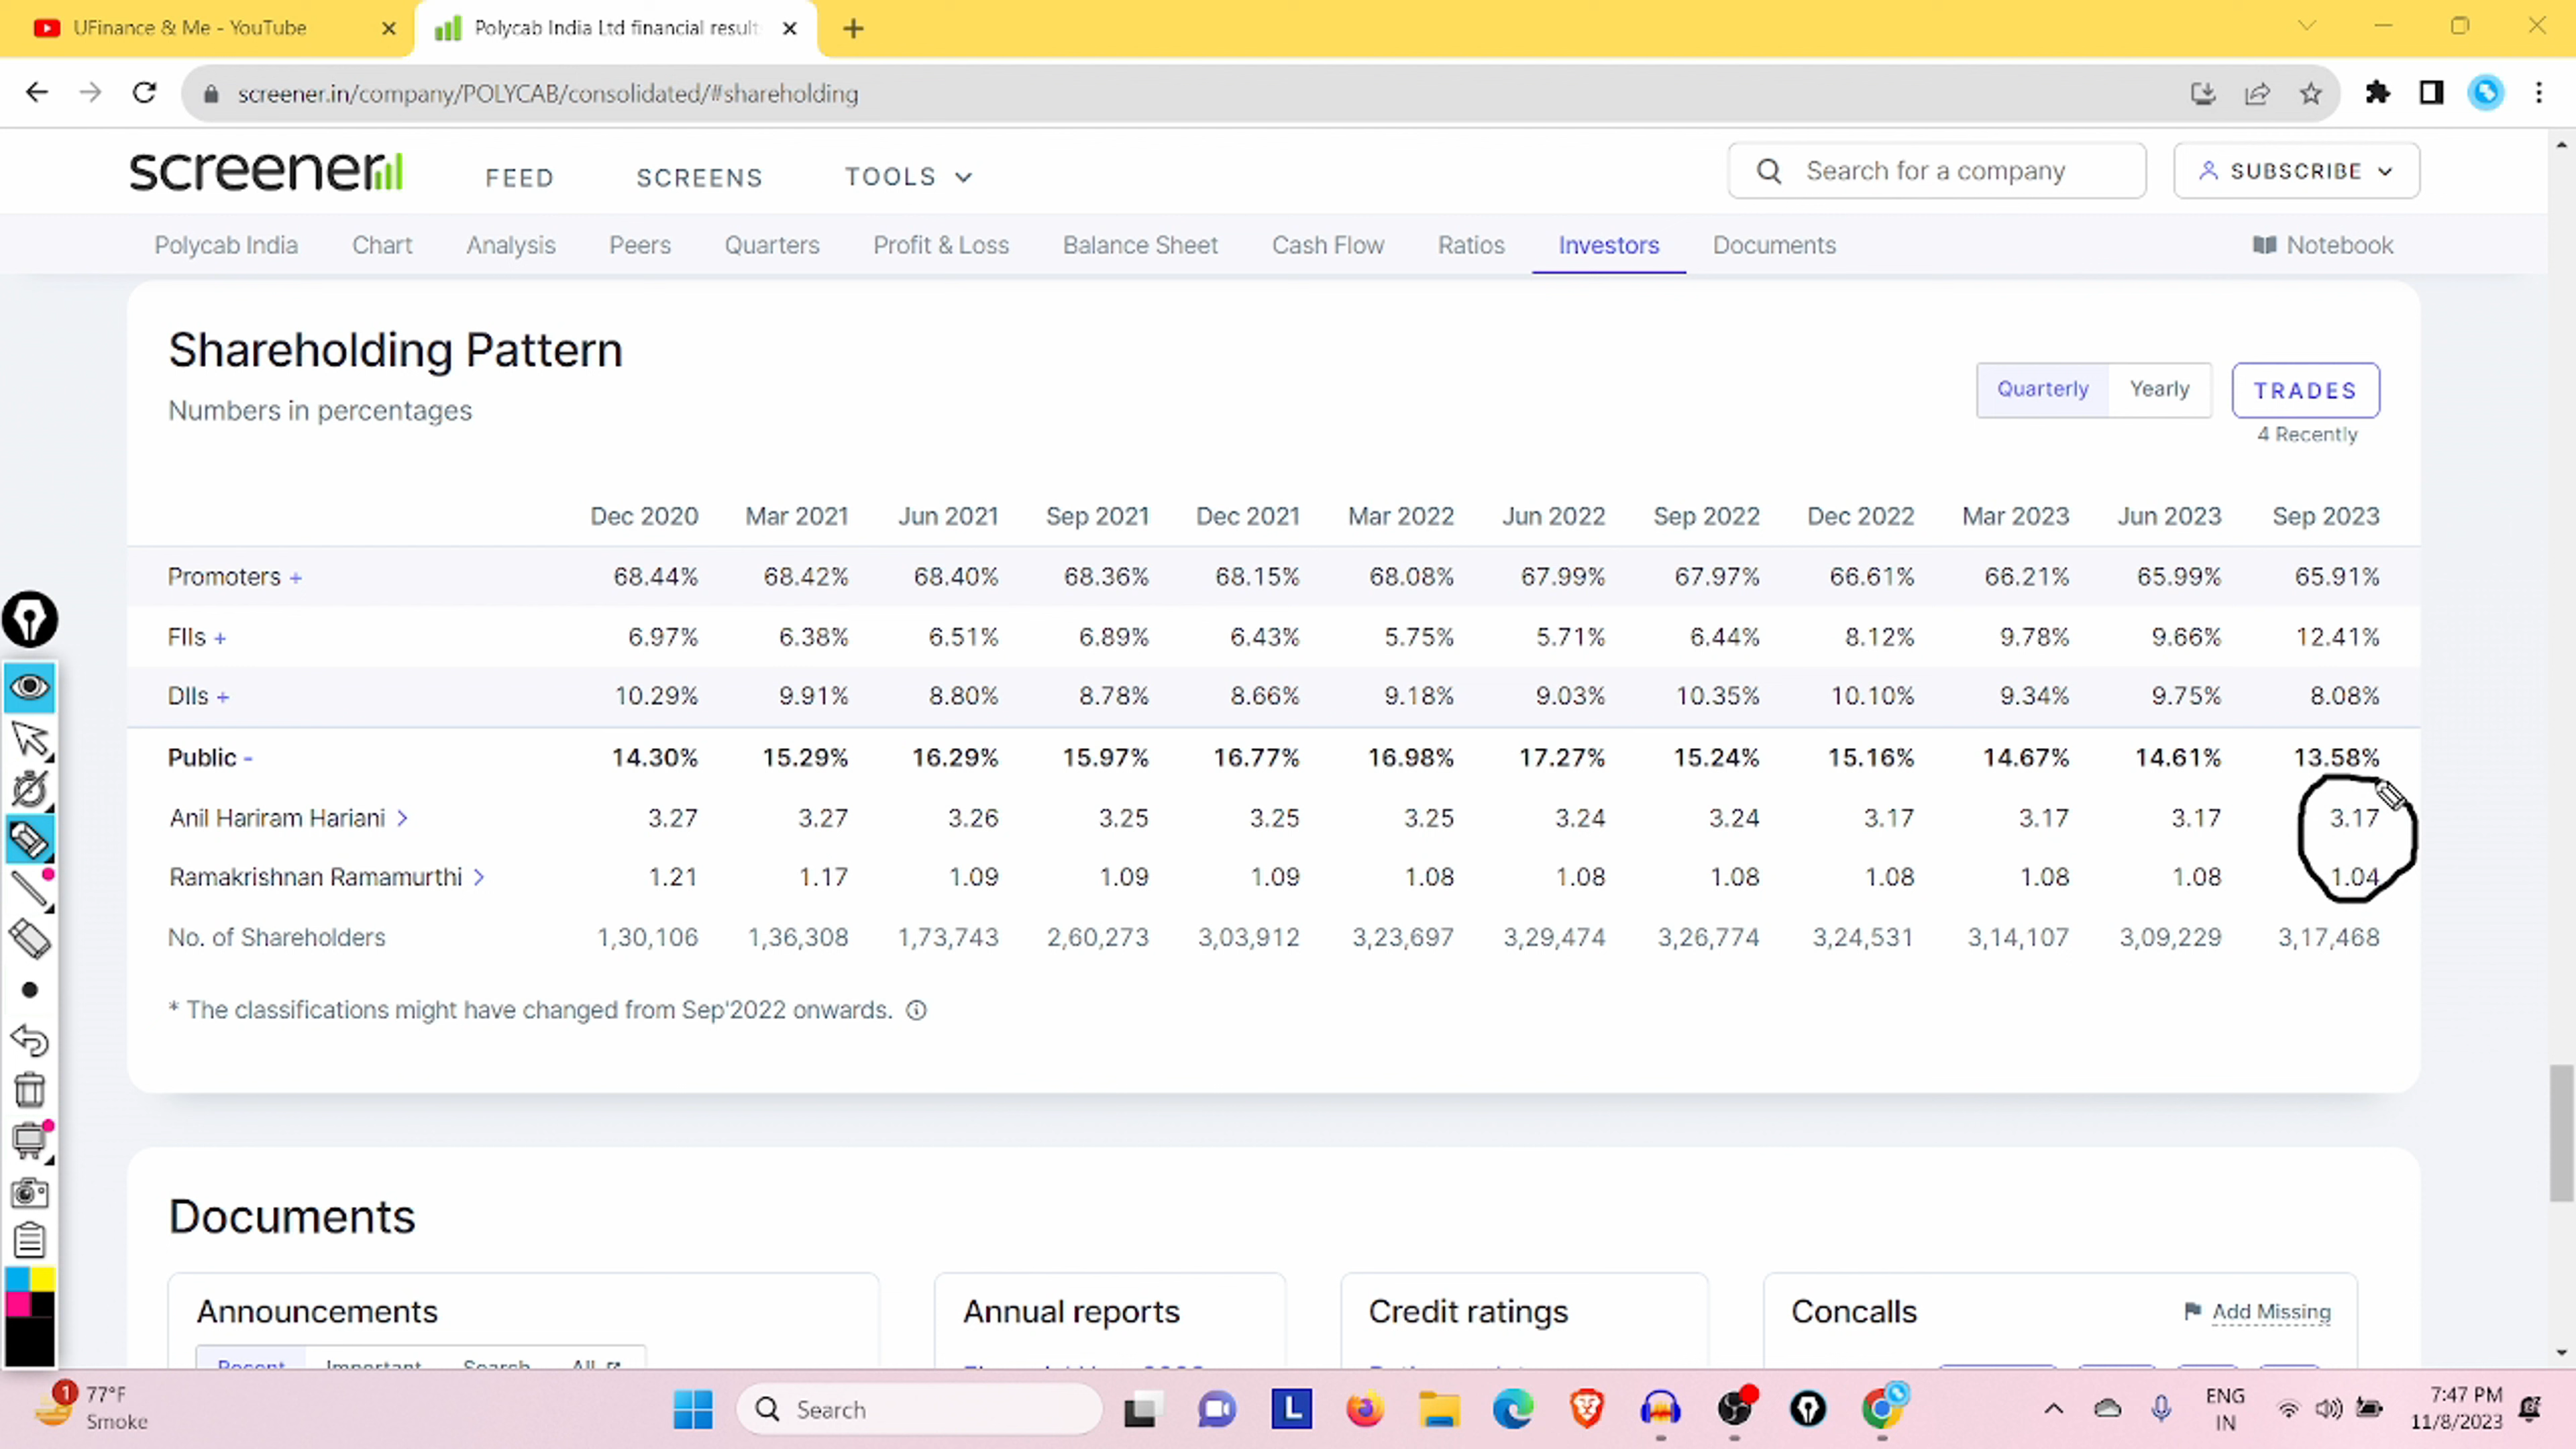 UFinance & Me - YouTube
Polycab India Ltd financial result
screener.in/company/POLYCAB/consolidated/#shareholding
screener FEED SCREENS TOOLS Search for a company SUBSCRIBE
Polycab India Chart Analysis Peers Quarters Profit & Loss Balance Sheet Cash Flow Ratios Investors Documents Notebook
Shareholding Pattern
Numbers in percentages
Quarterly Yearly TRADES
4 Recently
Dec 2020 Mar 2021 Jun 2021 Sep 2021 Dec 2021 Mar 2022 Jun 2022 Sep 2022 Dec 2022 Mar 2023 Jun 2023 Sep 2023
Promoters + 68.44% 68.42% 68.40% 68.36% 68.15% 68.08% 67.99% 67.97% 66.61% 66.21% 65.99% 65.91%
FIIs + 6.97% 6.38% 6.51% 6.89% 6.43% 5.75% 5.71% 6.44% 8.12% 9.78% 9.66% 12.41%
DIIs + 10.29% 9.91% 8.80% 8.78% 8.66% 9.18% 9.03% 10.35% 10.10% 9.34% 9.75% 8.08%
Public - 14.30% 15.29% 16.29% 15.97% 16.77% 16.98% 17.27% 15.24% 15.16% 14.67% 14.61% 13.58%
Anil Hariram Hariani 3.27 3.27 3.26 3.25 3.25 3.25 3.24 3.24 3.17 3.17 3.17 3.17
Ramakrishnan Ramamurthi 1.21 1.17 1.09 1.09 1.09 1.08 1.08 1.08 1.08 1.08 1.08 1.04
No. of Shareholders 1,30,106 1,36,308 1,73,743 2,60,273 3,03,912 3,23,697 3,29,474 3,26,774 3,24,531 3,14,107 3,09,229 3,17,468
* The classifications might have changed from Sep'2022 onwards.
Documents
Announcements Annual reports Credit ratings Concalls Add Missing
Recent Important Search All
1 77°F
Smoke
Search
L
ENG
IN
7:47 PM
11/8/2023